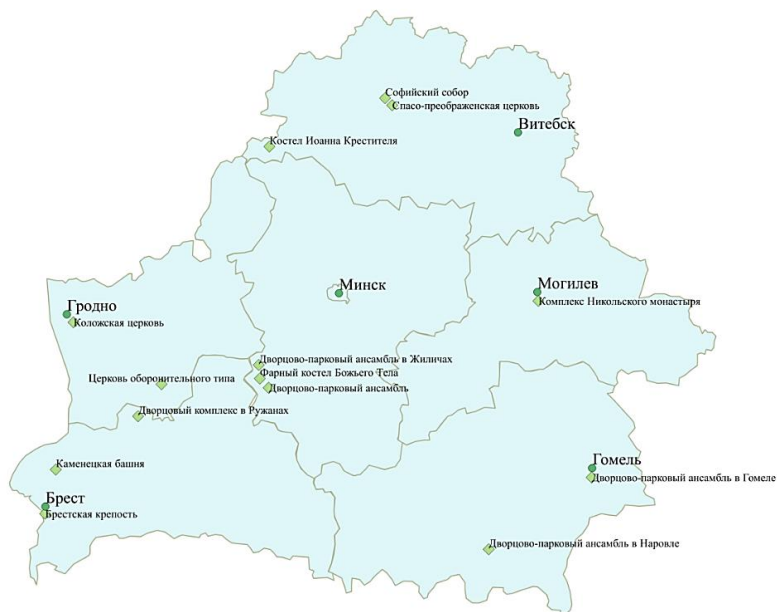 Софийский собор
Спасо-преображенская церковь
Витебск
Костел Иоанна Крестителя
Минск
Могилев
Комплекс Никольского монастыря
Гродно
Коложская церковь
Дворцово-парковый ансамбль в Жиличах
Фарный костел Божьего Тела
Церковь оборонительного типа
Дворцово-парковый ансамбль
Дворцовый комплекс в Ружанах
Каменецкая башня
Гомель
Дворцово-парковый ансамбль в Гомеле
Брест
Брестская крепость
Дворцово-парковый ансамбль в Наровле